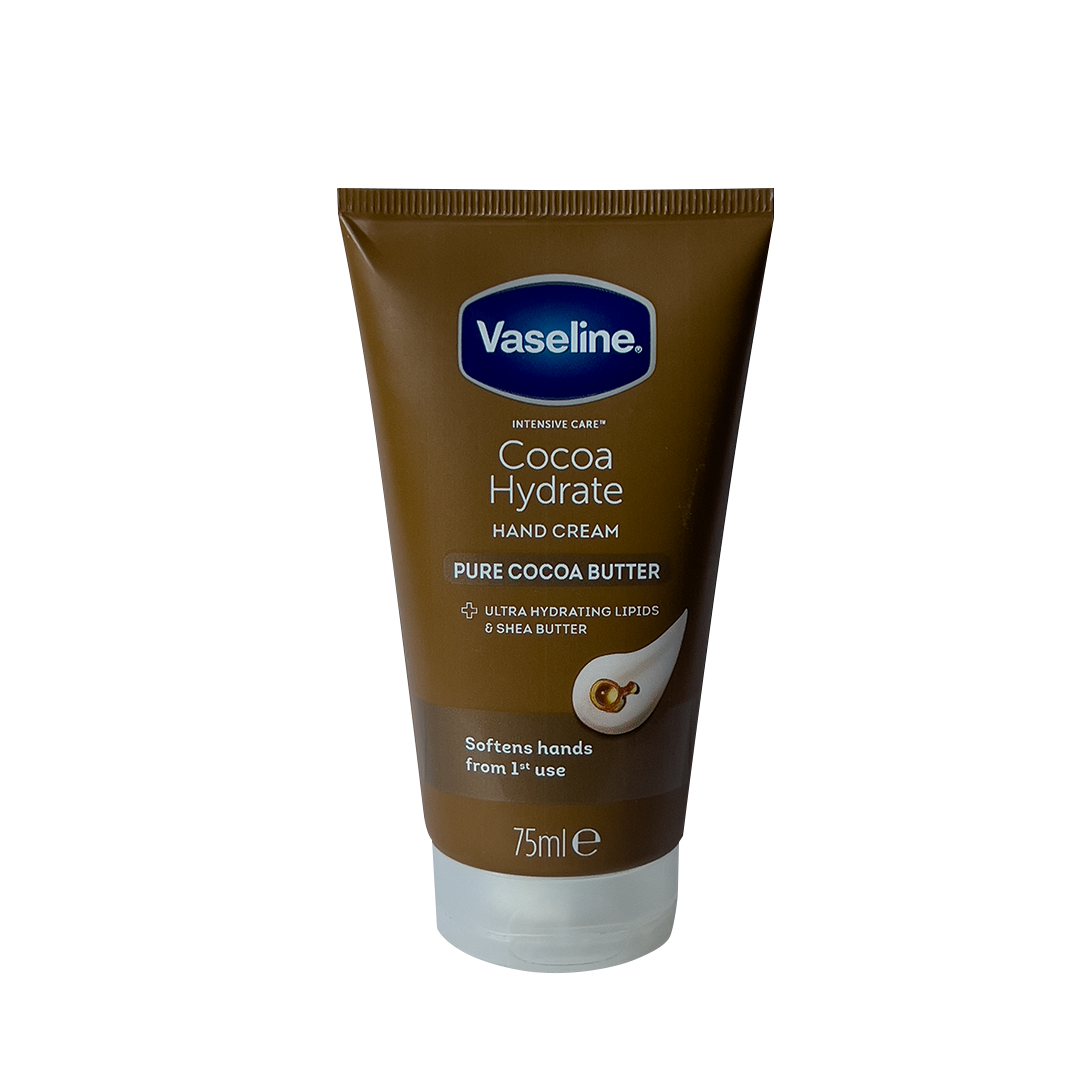 Vaseline®
INTENSIVE CARE™
Cocoa
Hydrate
HAND CREAM
PURE COCOA BUTTER
ULTRA HYDRATING LIPIDS
& SHEA BUTTER
Softens hands
from 1st use
75ml e